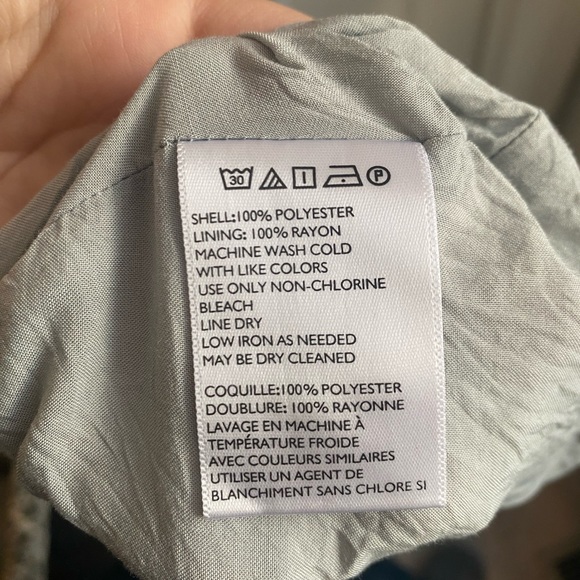 30 P
SHELL:100% POLYESTER
LINING: 100% RAYON
MACHINE WASH COLD
WITH LIKE COLORS
USE ONLY NON-CHLORINE
BLEACH
LINE DRY
LOW IRON AS NEEDED
MAY BE DRY CLEANED
COQUILLE:100% POLYESTER
DOUBLURE: 100% RAYONNE
LAVAGE EN MACHINE À
TEMPÉRATURE FROIDE
AVEC COULEURS SIMILAIRES
UTILISER UN AGENT DE
BLANCHIMENT SANS CHLORE SI